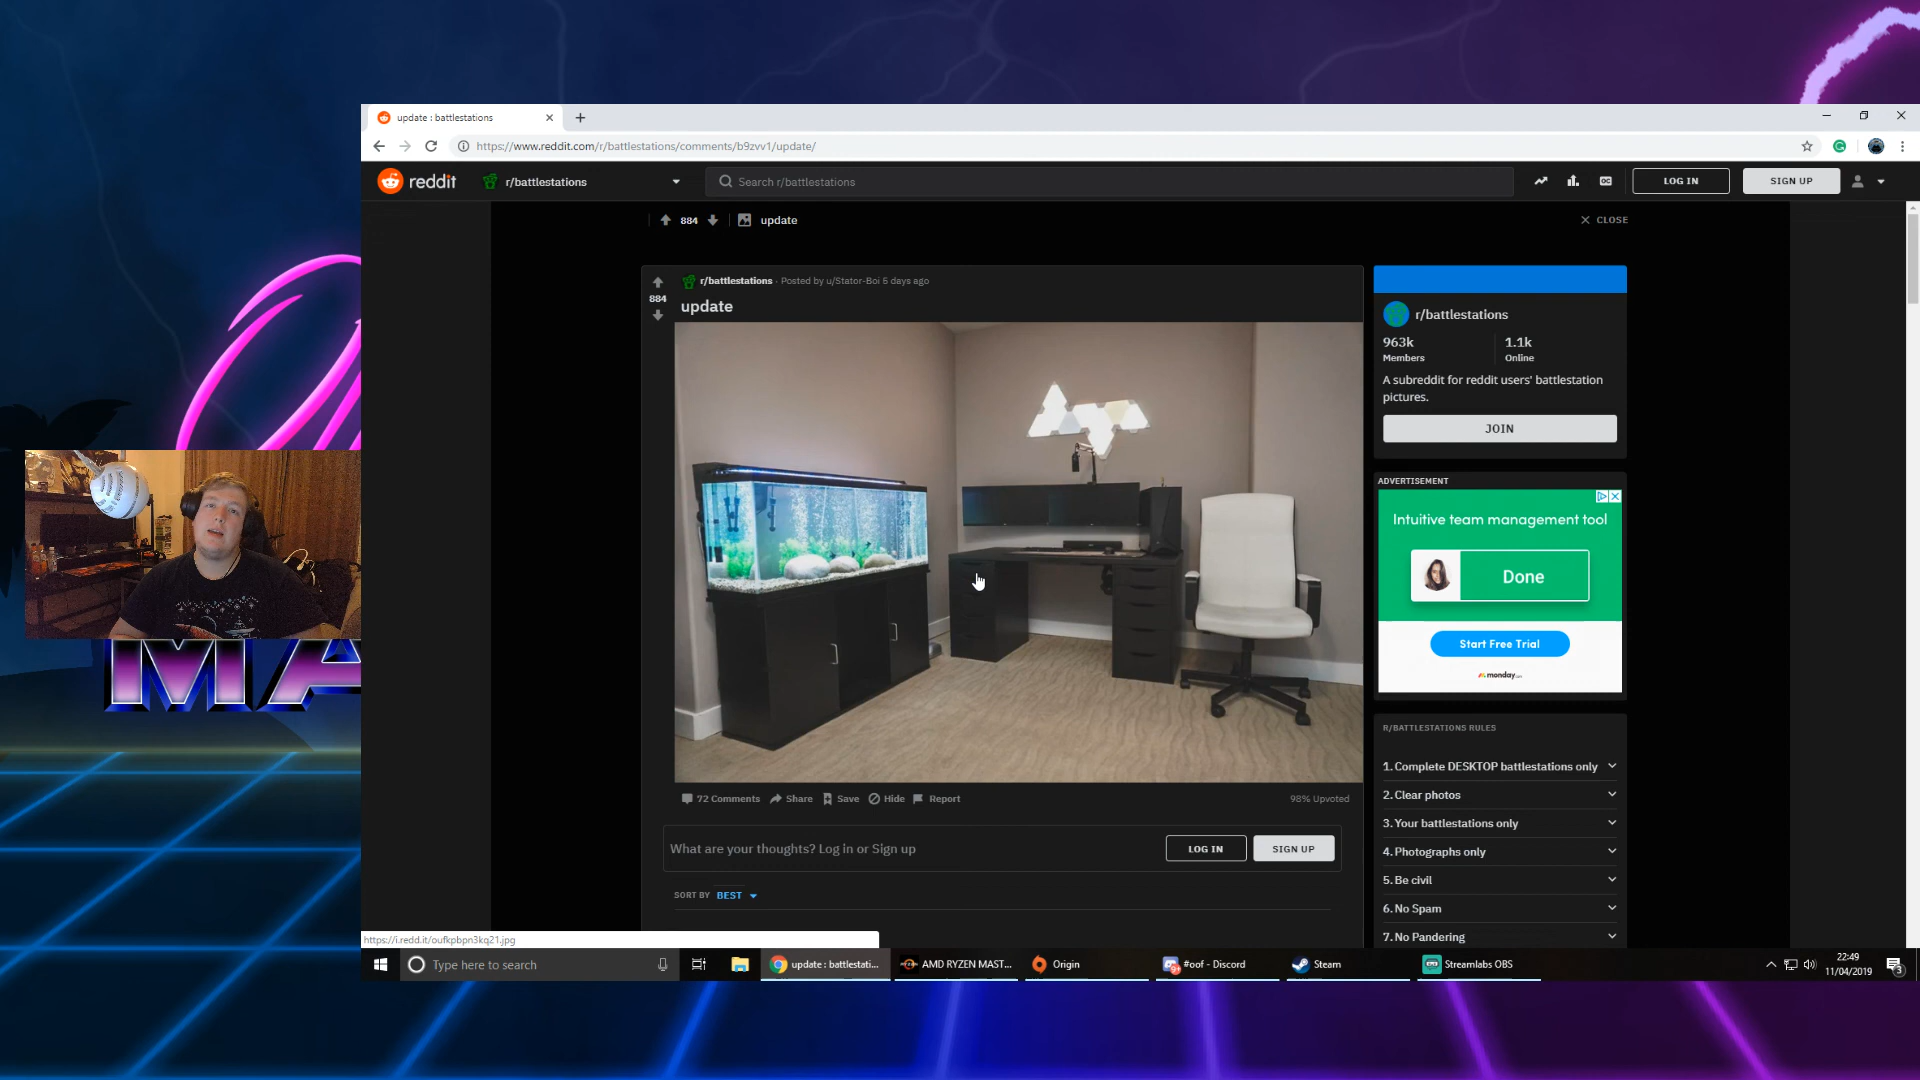 update : battlestations
https://www.reddit.com/r/battlestations/comments/b9zvv1/update/
reddit
r/battlestations
Search r/battlestations
LOG IN
SIGN UP
884
update
CLOSE
r/battlestations · Posted by u/Stator-Boi 5 days ago
884
update
72 Comments
Share
Save
Hide
Report
98% Upvoted
What are your thoughts? Log in or Sign up
LOG IN
SIGN UP
SORT BY BEST
r/battlestations
963k
Members
1.1k
Online
A subreddit for reddit users' battlestation
pictures.
JOIN
ADVERTISEMENT
Intuitive team management tool
Done
Start Free Trial
monday.com
R/BATTLESTATIONS RULES
1. Complete DESKTOP battlestations only
2. Clear photos
3. Your battlestations only
4. Photographs only
5. Be civil
6. No Spam
7. No Pandering
MA
https://i.redd.it/oufkpbpn3kq21.jpg
Type here to search
update : battlestati...
AMD RYZEN MAST...
Origin
#oof - Discord
Steam
Streamlabs OBS
22:49
11/04/2019
3